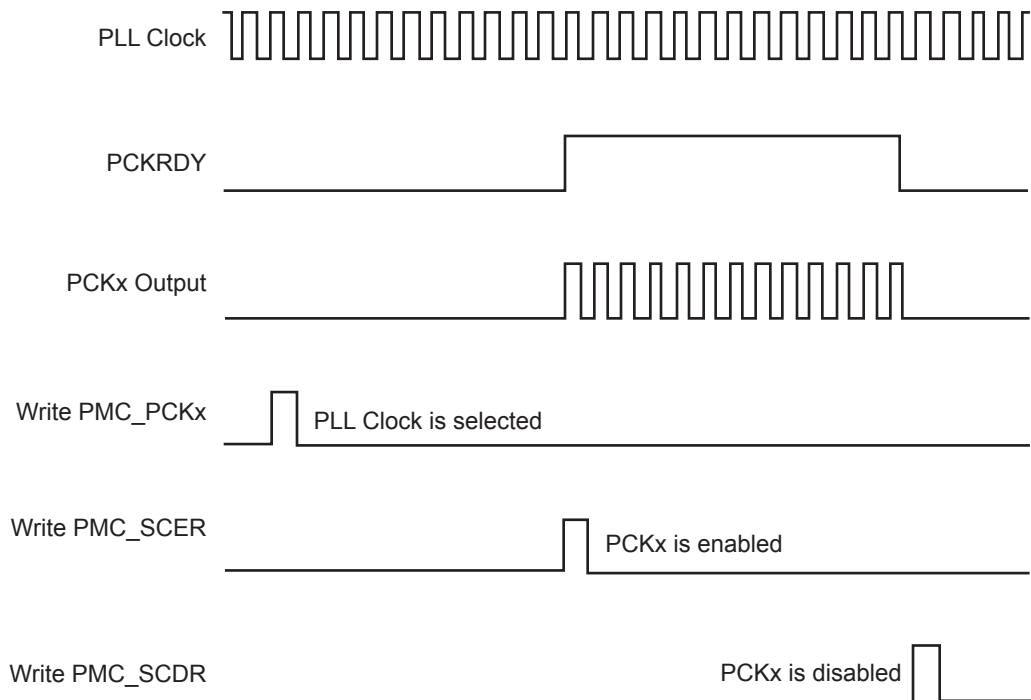 PLL Clock
PCKRDY
PCKx Output
Write PMC_PCKx
PLL Clock is selected
Write PMC_SCER
PCKx is enabled
Write PMC_SCDR
PCKx is disabled